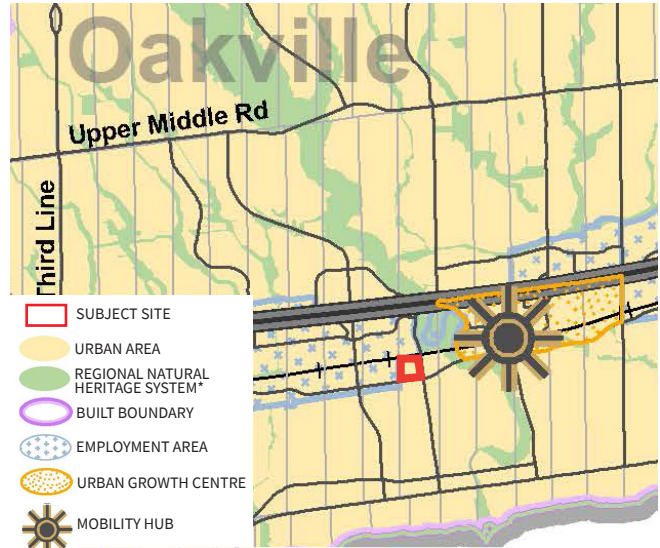 Oakville
Upper Middle Rd
Third Line
SUBJECT SITE
URBAN AREA
REGIONAL NATURAL
HERITAGE SYSTEM*
BUILT BOUNDARY
EMPLOYMENT AREA
URBAN GROWTH CENTRE
MOBILITY HUB